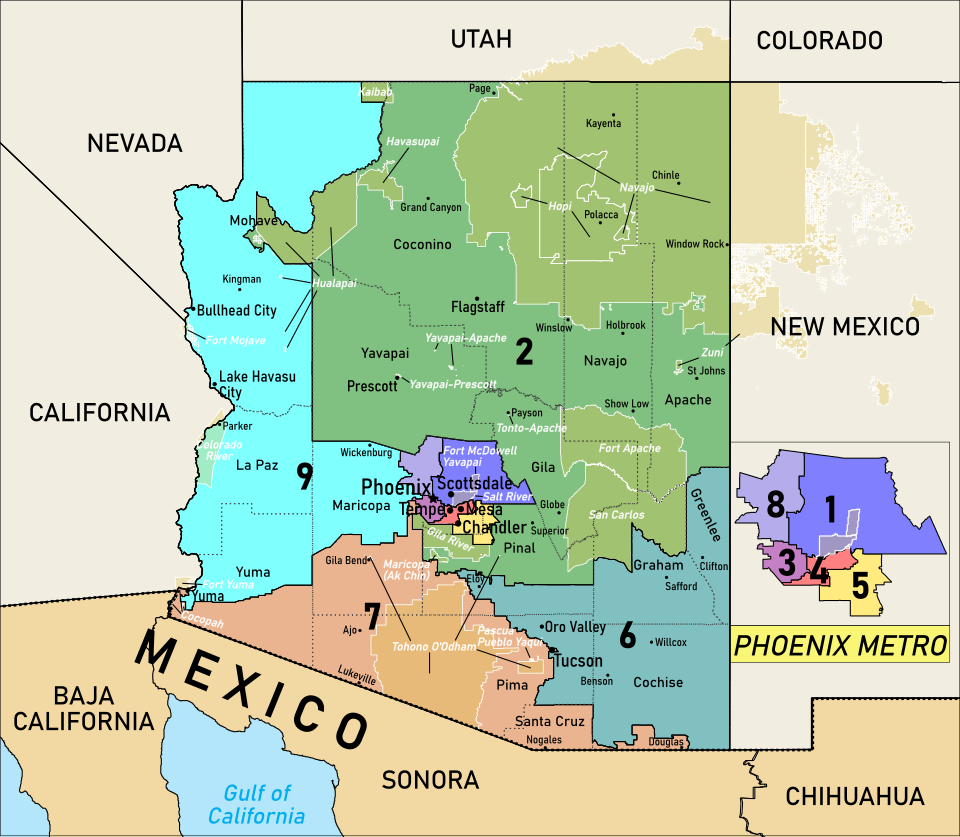 UTAH
COLORADO
NEVADA
Kaibab
Page
Kayenta
Havasupai
Chinle
Navajo
Grand Canyon
Hopi
Polacca
Mohave
Coconino
Window Rock
Kingman
Hualapai
Bullhead City
Flagstaff
Winslow
Holbrook
NEW MEXICO
Fort Mojave
Yavapai-Apache
Yavapai
2
Navajo
Zuni
St Johns
Lake Havasu
City
Prescott
Yavapai-Prescott
Apache
CALIFORNIA
Parker
Payson
Show Low
Tonto-Apache
Colorado
River
Wickenburg
Fort McDowell
Yavapai
Fort Apache
La Paz
9
Gila
Phoenix
Scottsdale
Salt River
Maricopa
Tempe
Mesa
Globe
San Carlos
Greenlee
Chandler
Superior
Gila River
Pinal
Gila Bend
Maricopa
(Ak Chin)
Graham
Clifton
Yuma
Eloy
Safford
Fort Yuma
Yuma
Cocopah
7
Ajo
Pascua
Pueblo Yaqui
Oro Valley
6
Willcox
Tohono O'Odham
Tucson
Lukeville
Pima
Benson
Cochise
Santa Cruz
Nogales
Douglas
8
1
3
4
5
PHOENIX METRO
MEXICO
BAJA
CALIFORNIA
SONORA
Gulf of
California
CHIHUAHUA